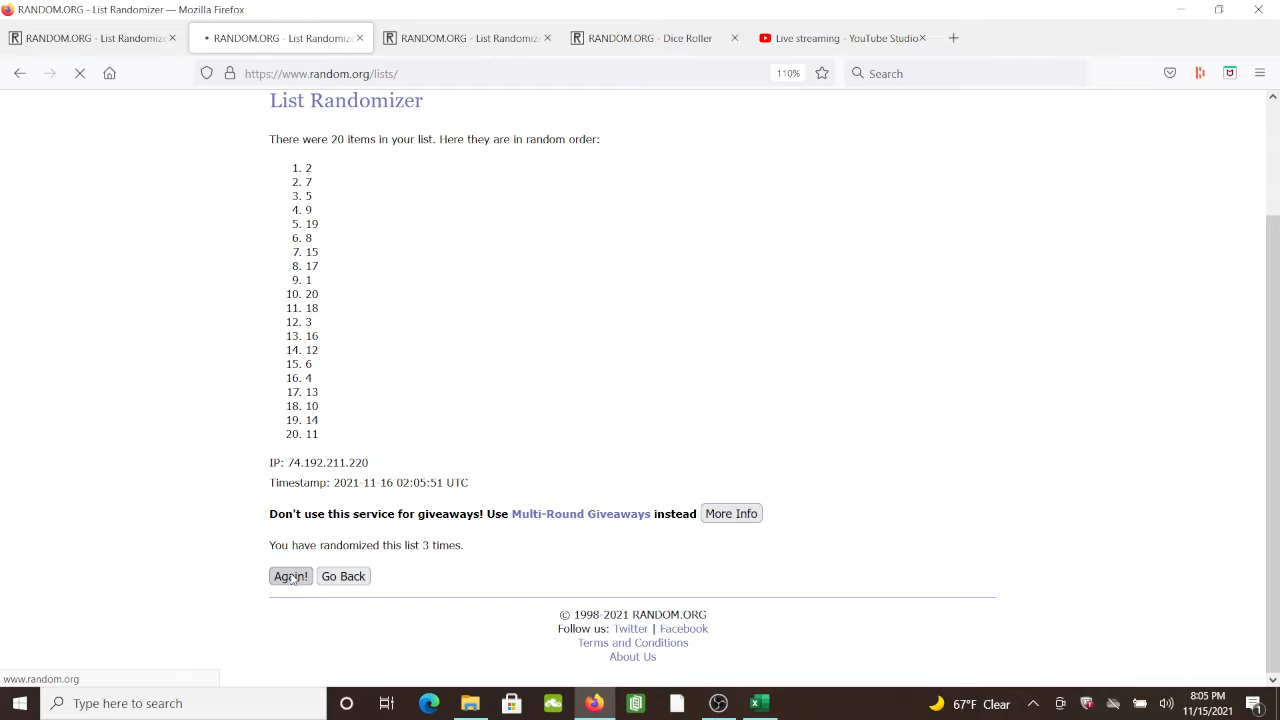 RANDOM.ORG - List Randomizer — Mozilla Firefox
RANDOM.ORG - List Randomize
RANDOM.ORG - List Randomize
RANDOM.ORG - List Randomize
RANDOM.ORG - Dice Roller
Live streaming - YouTube Studio
https://www.random.org/lists/
110%
Search
List Randomizer
There were 20 items in your list. Here they are in random order:
1. 2
2. 7
3. 5
4. 9
5. 19
6. 8
7. 15
8. 17
9. 1
10. 20
11. 18
12. 3
13. 16
14. 12
15. 6
16. 4
17. 13
18. 10
19. 14
20. 11
IP: 74.192.211.220
Timestamp: 2021-11-16 02:05:51 UTC
Don't use this service for giveaways! Use Multi-Round Giveaways instead More Info
You have randomized this list 3 times.
Again! Go Back
© 1998-2021 RANDOM.ORG
Follow us: Twitter | Facebook
Terms and Conditions
About Us
www.random.org
Type here to search
67°F Clear
8:05 PM
11/15/2021
1